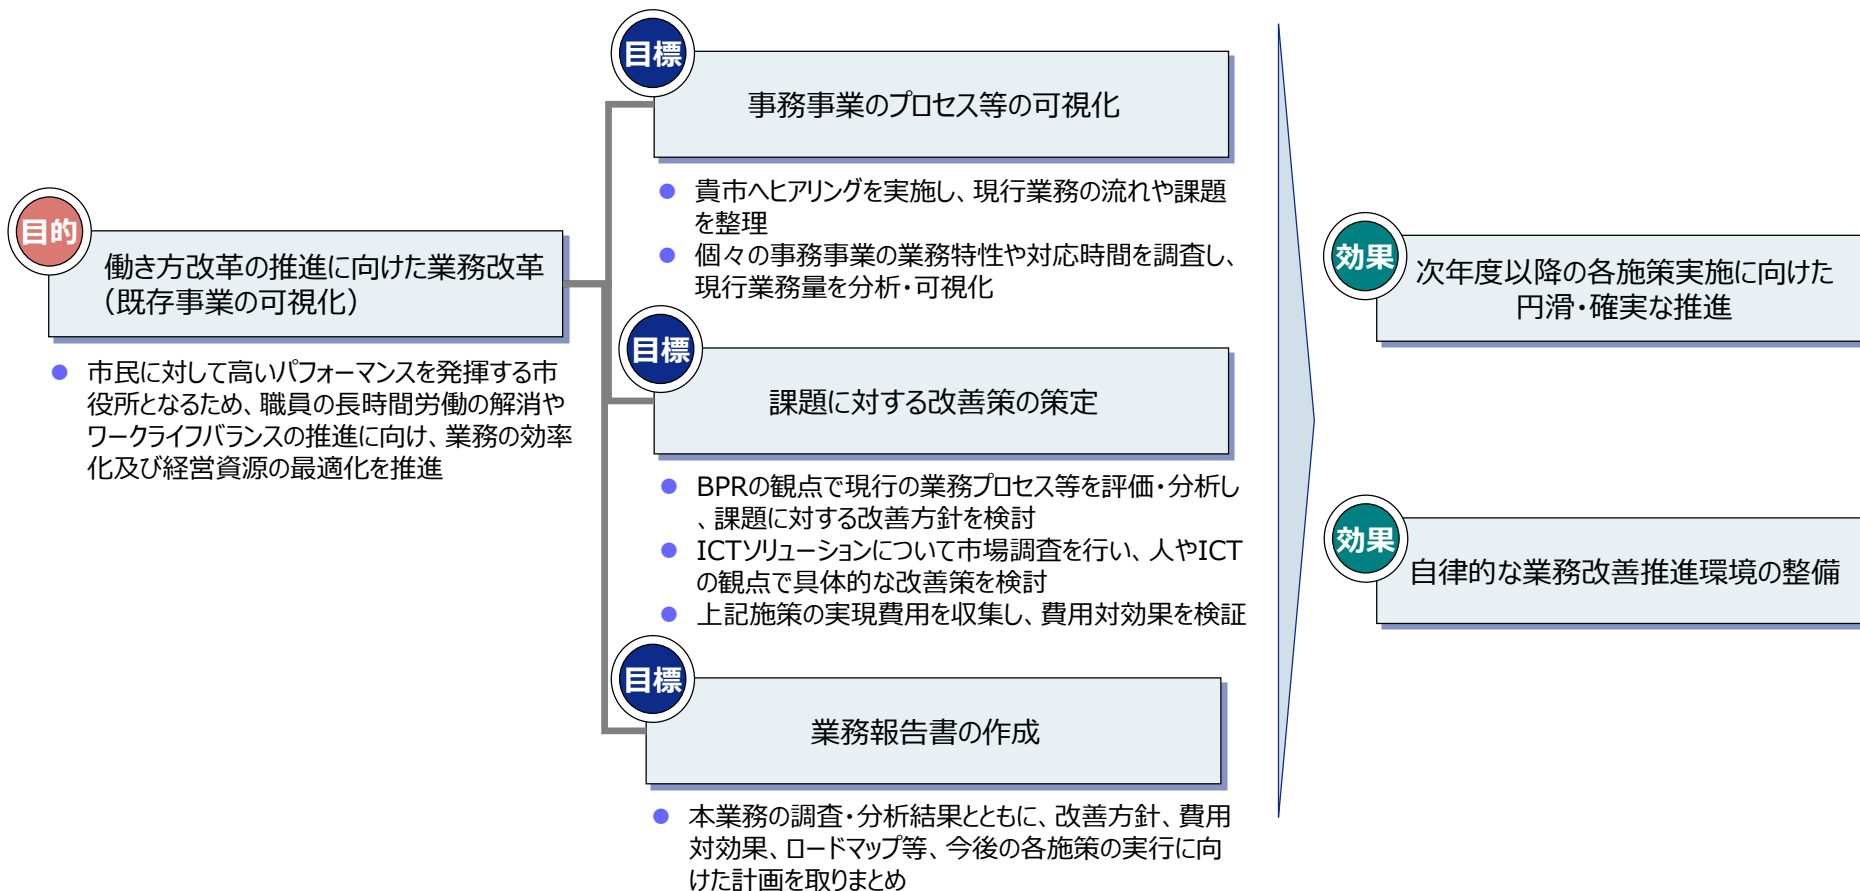 目的
働き方改革の推進に向けた業務改革
（既存事業の可視化）
● 市民に対して高いパフォーマンスを発揮する市
役所となるため、職員の長時間労働の解消や
ワークライフバランスの推進に向け、業務の効率
化及び経営資源の最適化を推進
目標
事務事業のプロセス等の可視化
● 貴市へヒアリングを実施し、現行業務の流れや課題
を整理
● 個々の事務事業の業務特性や対応時間を調査し、
現行業務量を分析・可視化
目標
課題に対する改善策の策定
● BPRの観点で現行の業務プロセス等を評価・分析し
、課題に対する改善方針を検討
● ICTソリューションについて市場調査を行い、人やICT
の観点で具体的な改善策を検討
● 上記施策の実現費用を収集し、費用対効果を検証
目標
業務報告書の作成
● 本業務の調査・分析結果とともに、改善方針、費用
対効果、ロードマップ等、今後の各施策の実行に向
けた計画を取りまとめ
効果
次年度以降の各施策実施に向けた
円滑・確実な推進
効果
自律的な業務改善推進環境の整備